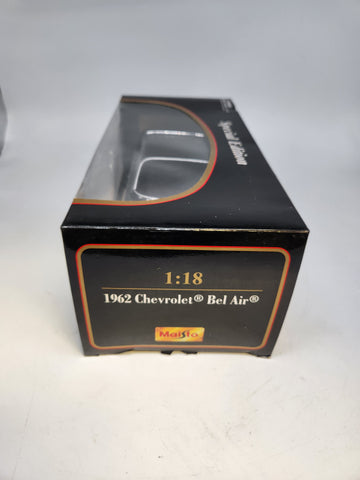 Special Edition
1:18
1962 Chevrolet® Bel Air®
Maisto